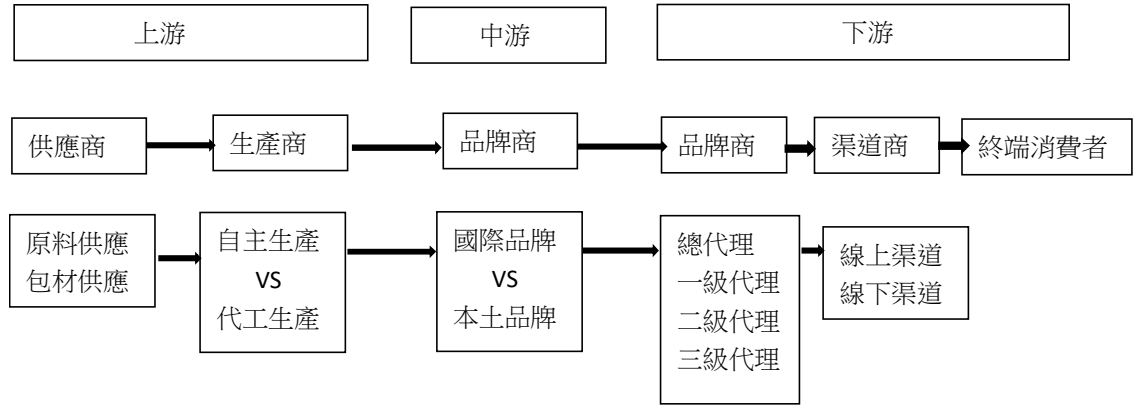 上游
中游
下游
供應商
生產商
品牌商
品牌商
渠道商
終端消費者
原料供應
包材供應
自主生產
VS
代工生產
國際品牌
VS
本土品牌
總代理
一級代理
二級代理
三級代理
線上渠道
線下渠道